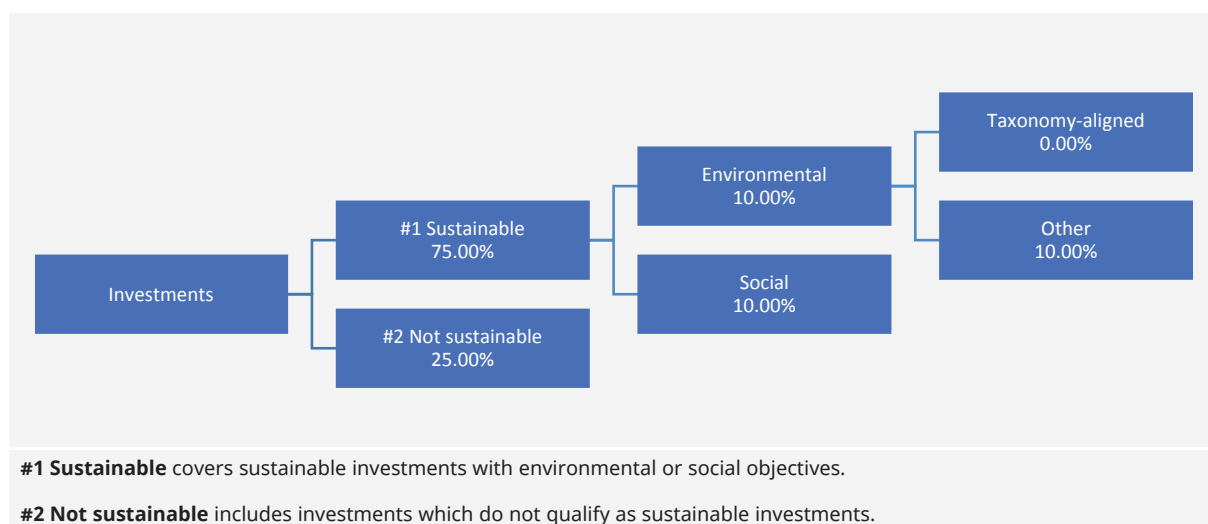 Investments
#1 Sustainable
75.00%
#2 Not sustainable
25.00%
Environmental
10.00%
Social
10.00%
Taxonomy-aligned
0.00%
Other
10.00%
#1 Sustainable covers sustainable investments with environmental or social objectives.
#2 Not sustainable includes investments which do not qualify as sustainable investments.